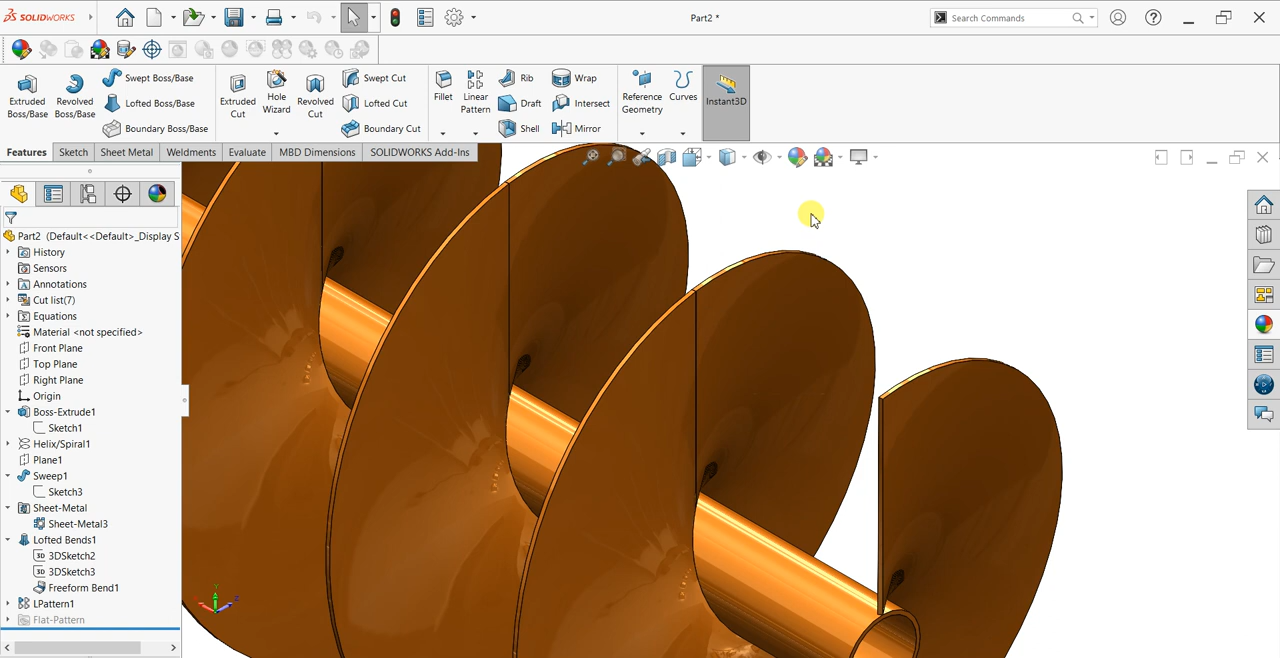 SOLIDWORKS
Part2 *
Search Commands
Extruded Boss/Base
Revolved Boss/Base
Swept Boss/Base
Lofted Boss/Base
Boundary Boss/Base
Extruded Cut
Hole Wizard
Revolved Cut
Swept Cut
Lofted Cut
Boundary Cut
Fillet
Linear Pattern
Rib
Draft
Shell
Wrap
Intersect
Mirror
Reference Geometry
Curves
Instant3D
Features
Sketch
Sheet Metal
Weldments
Evaluate
MBD Dimensions
SOLIDWORKS Add-Ins
Part2 (Default<<Default>_Display S
History
Sensors
Annotations
Cut list(7)
Equations
Material <not specified>
Front Plane
Top Plane
Right Plane
Origin
Boss-Extrude1
Sketch1
Helix/Spiral1
Plane1
Sweep1
Sketch3
Sheet-Metal
Sheet-Metal3
Lofted Bends1
3D 3DSketch2
3D 3DSketch3
Freeform Bend1
LPattern1
Flat-Pattern